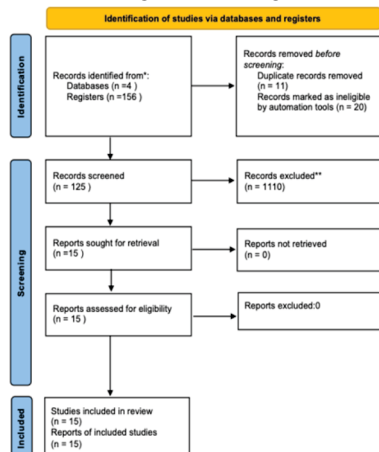 Identification of studies via databases and registers
Identification
Records identified from*:
Databases (n =4 )
Registers (n =156 )
Records removed before
screening:
Duplicate records removed
(n = 11)
Records marked as ineligible
by automation tools (n = 20)
Screening
Records screened
(n = 125 )
Records excluded**
(n = 1110)
Reports sought for retrieval
(n =15 )
Reports not retrieved
(n = 0)
Reports assessed for eligibility
(n = 15 )
Reports excluded:0
Included
Studies included in review
(n = 15)
Reports of included studies
(n = 15)